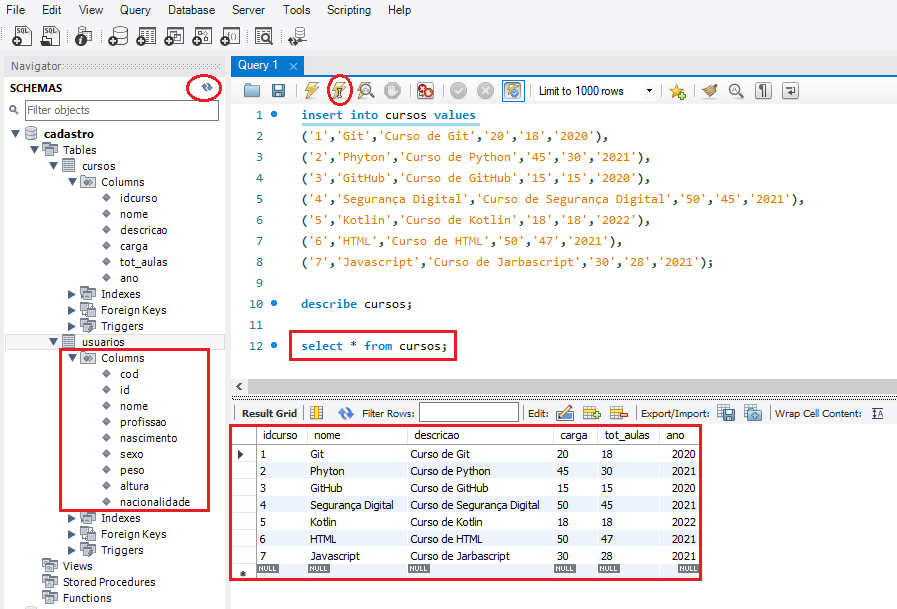 File Edit View Query Database Server Tools Scripting Help
SQL SQL
Navigator
Query 1
SCHEMAS
Filter objects
Limit to 1000 rows
cadastro
Tables
cursos
Columns
idcurso
nome
descricao
carga
tot_aulas
ano
Indexes
Foreign Keys
Triggers
usuarios
Columns
cod
id
nome
profissao
nascimento
sexo
peso
altura
nacionalidade
Indexes
Foreign Keys
Triggers
Views
Stored Procedures
Functions
1 insert into cursos values
2 ('1','Git','Curso de Git','20','18','2020'),
3 ('2','Phyton','Curso de Python','45','30','2021'),
4 ('3','GitHub','Curso de GitHub','15','15','2020'),
5 ('4','Segurança Digital','Curso de Segurança Digital','50','45','2021'),
6 ('5','Kotlin','Curso de Kotlin','18','18','2022'),
7 ('6','HTML','Curso de HTML','50','47','2021'),
8 ('7','Javascript','Curso de Jarbascript','30','28','2021');
9
10 describe cursos;
11
12 select * from cursos;
Result Grid Filter Rows: Edit: Export/Import: Wrap Cell Content: IA
idcurso nome descricao carga tot_aulas ano
1 Git Curso de Git 20 18 2020
2 Phyton Curso de Python 45 30 2021
3 GitHub Curso de GitHub 15 15 2020
4 Segurança Digital Curso de Segurança Digital 50 45 2021
5 Kotlin Curso de Kotlin 18 18 2022
6 HTML Curso de HTML 50 47 2021
7 Javascript Curso de Jarbascript 30 28 2021
NULL NULL NULL NULL NULL NULL